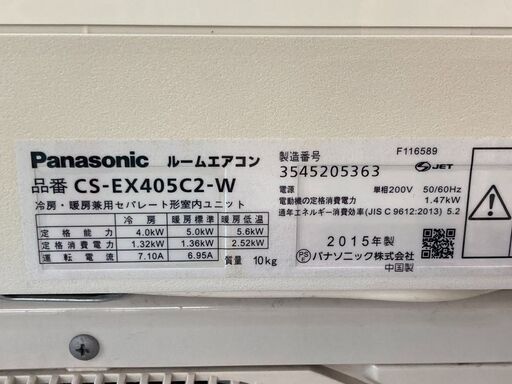 Panasonic ルームエアコン
品番 CS-EX405C2-W
冷房・暖房兼用セパレート形室内ユニット
冷房 暖房標準 暖房低温
定格能力 4.0kW 5.0kW 5.6kW
定格消費電力 1.32kW 1.36kW 2.52kW
運転電流 7.10A 6.95A
質量 10kg
製造番号 F116589
3545205363 JET
電源 単相200V 50/60Hz
電動機の定格消費電力 1.47kW
通年エネルギー消費効率(JIS C 9612:2013) 5.2
2015年製
PSE パナソニック株式会社
中国製